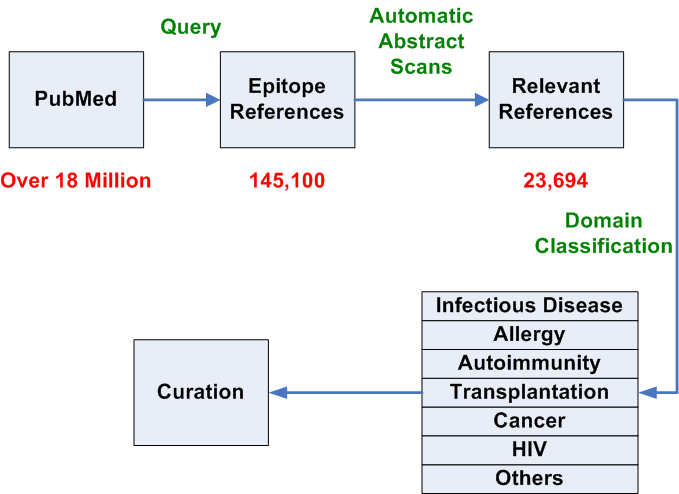 Query
Automatic
Abstract
Scans
PubMed
Epitope
References
Relevant
References
Over 18 Million
145,100
23,694
Domain
Classification
Infectious Disease
Allergy
Autoimmunity
Transplantation
Cancer
HIV
Others
Curation